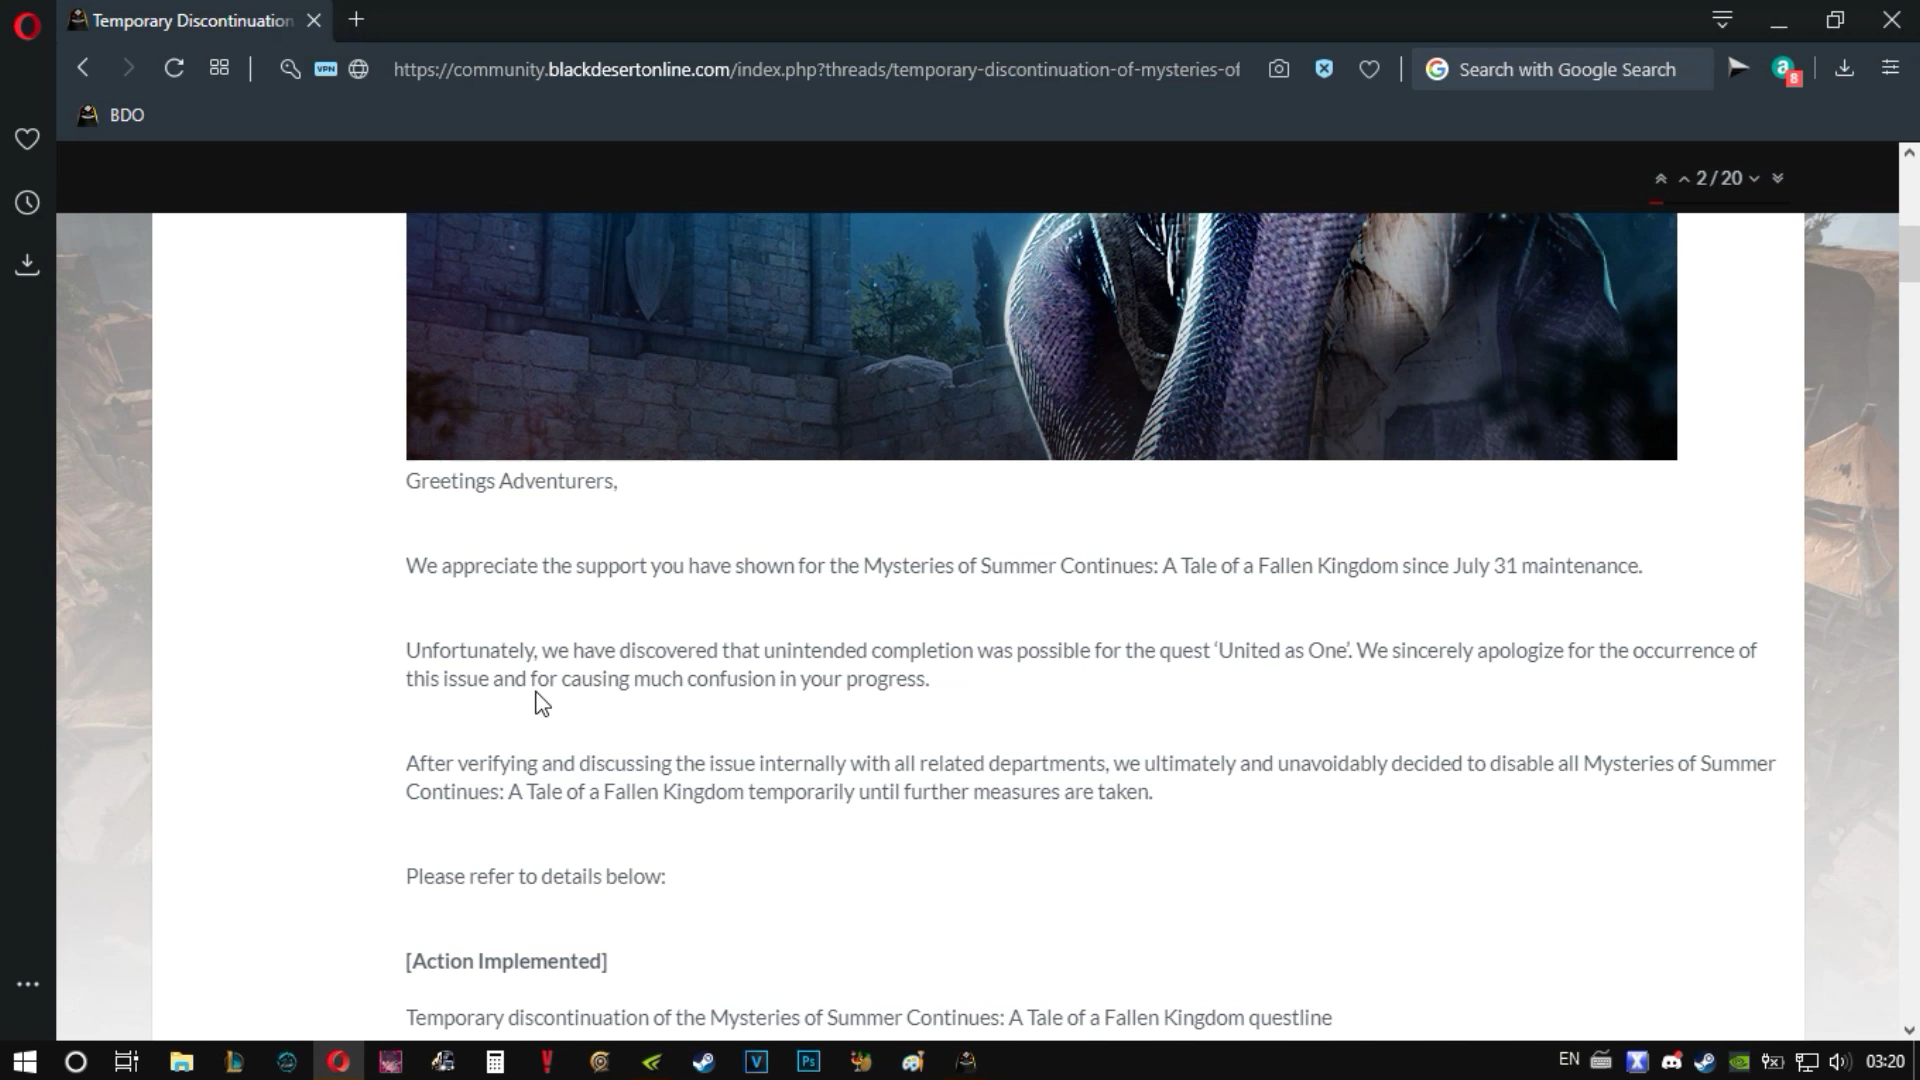 Temporary Discontinuation
VPN
https://community.blackdesertonline.com/index.php?threads/temporary-discontinuation-of-mysteries-of
Search with Google Search
a
8
BDO
2 / 20
Greetings Adventurers,
We appreciate the support you have shown for the Mysteries of Summer Continues: A Tale of a Fallen Kingdom since July 31 maintenance.
Unfortunately, we have discovered that unintended completion was possible for the quest ‘United as One’. We sincerely apologize for the occurrence of
this issue and for causing much confusion in your progress.
After verifying and discussing the issue internally with all related departments, we ultimately and unavoidably decided to disable all Mysteries of Summer
Continues: A Tale of a Fallen Kingdom temporarily until further measures are taken.
Please refer to details below:
[Action Implemented]
Temporary discontinuation of the Mysteries of Summer Continues: A Tale of a Fallen Kingdom questline
V
Ps
EN
X
03:20